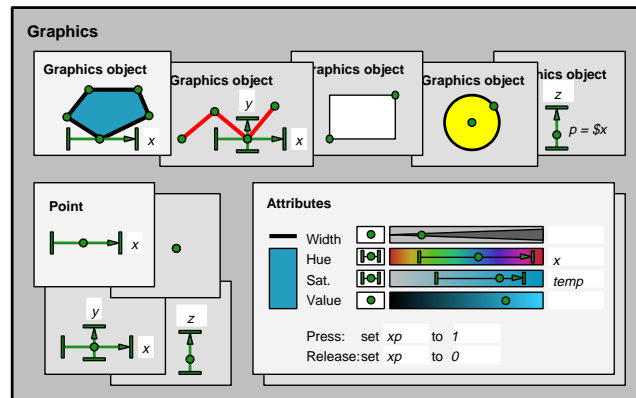 Graphics
Graphics object
x
Graphics object
y
x
raphics object
Graphics object
hics object
z
p = $x
Point
x
y
x
z
Attributes
Width
Hue
x
Sat.
temp
Value
Press: set xp to 1
Release: set xp to 0